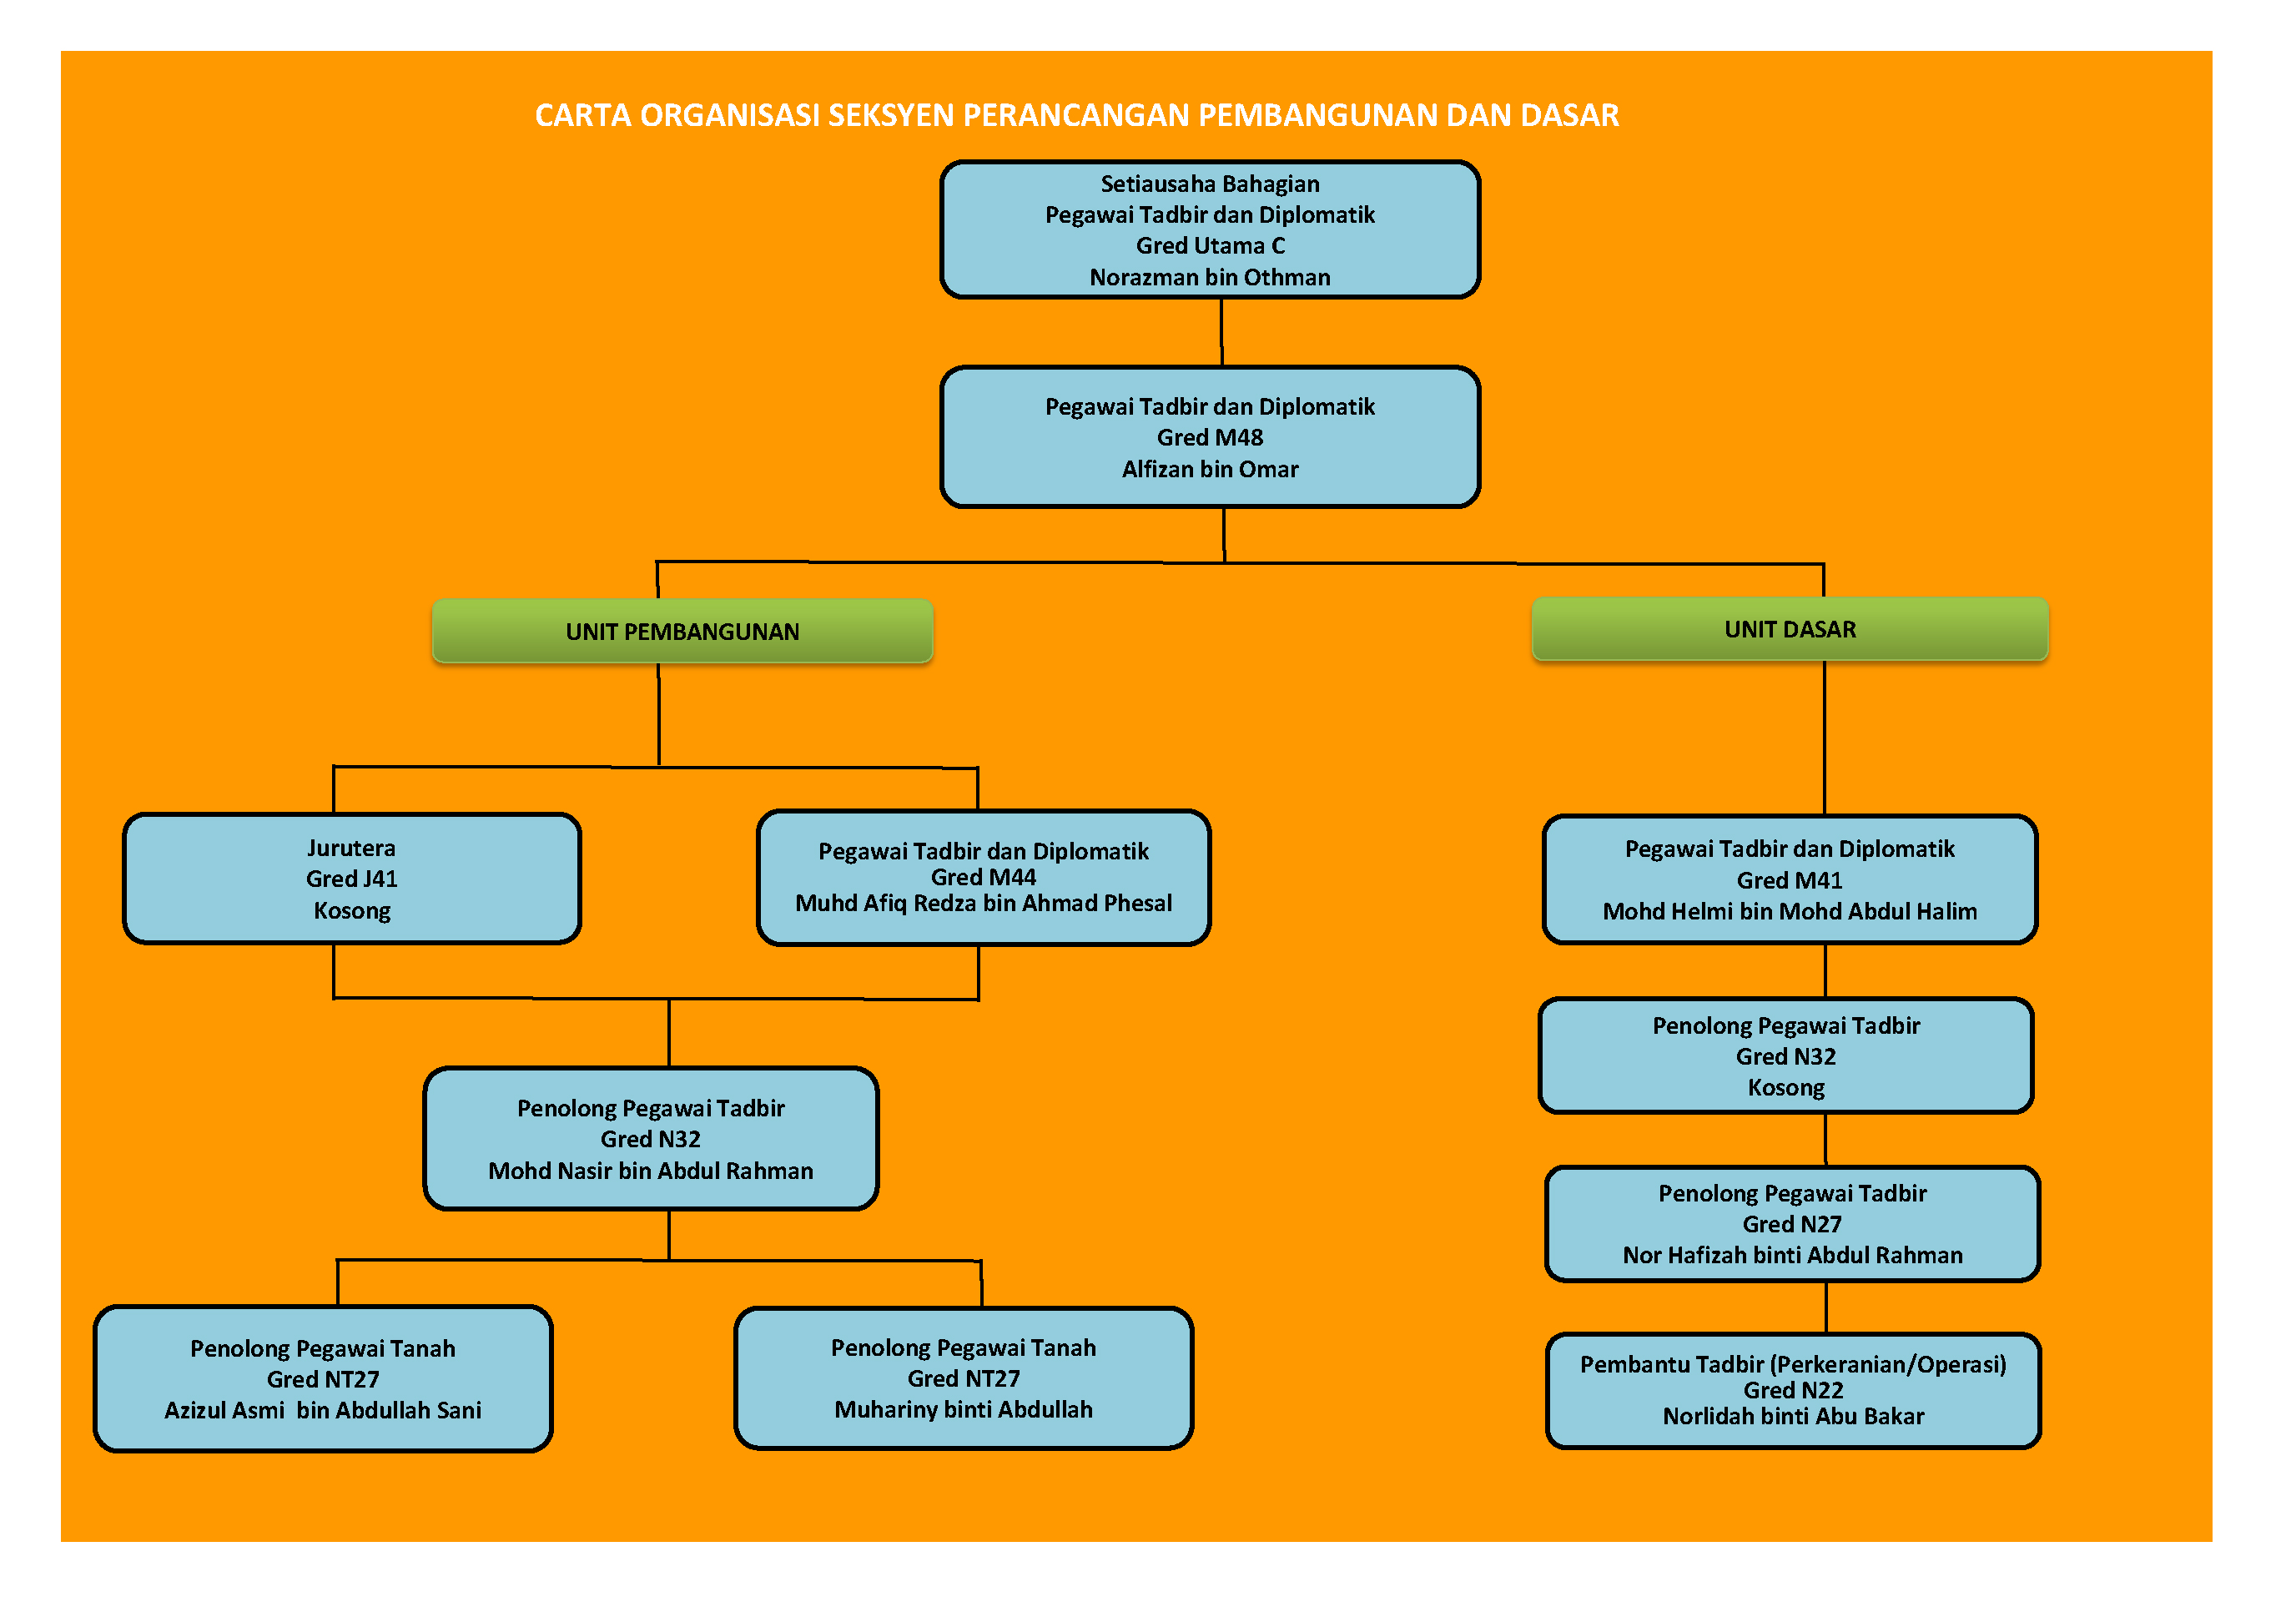 CARTA ORGANISASI SEKSYEN PERANCANGAN PEMBANGUNAN DAN DASAR
Setiausaha Bahagian
Pegawai Tadbir dan Diplomatik
Gred Utama C
Norazman bin Othman
Pegawai Tadbir dan Diplomatik
Gred M48
Alfizan bin Omar
UNIT PEMBANGUNAN
UNIT DASAR
Jurutera
Gred J41
Kosong
Pegawai Tadbir dan Diplomatik
Gred M44
Muhd Afiq Redza bin Ahmad Phesal
Pegawai Tadbir dan Diplomatik
Gred M41
Mohd Helmi bin Mohd Abdul Halim
Penolong Pegawai Tadbir
Gred N32
Kosong
Penolong Pegawai Tadbir
Gred N32
Mohd Nasir bin Abdul Rahman
Penolong Pegawai Tadbir
Gred N27
Nor Hafizah binti Abdul Rahman
Penolong Pegawai Tanah
Gred NT27
Azizul Asmi  bin Abdullah Sani
Penolong Pegawai Tanah
Gred NT27
Muhariny binti Abdullah
Pembantu Tadbir (Perkeranian/Operasi)
Gred N22
Norlidah binti Abu Bakar